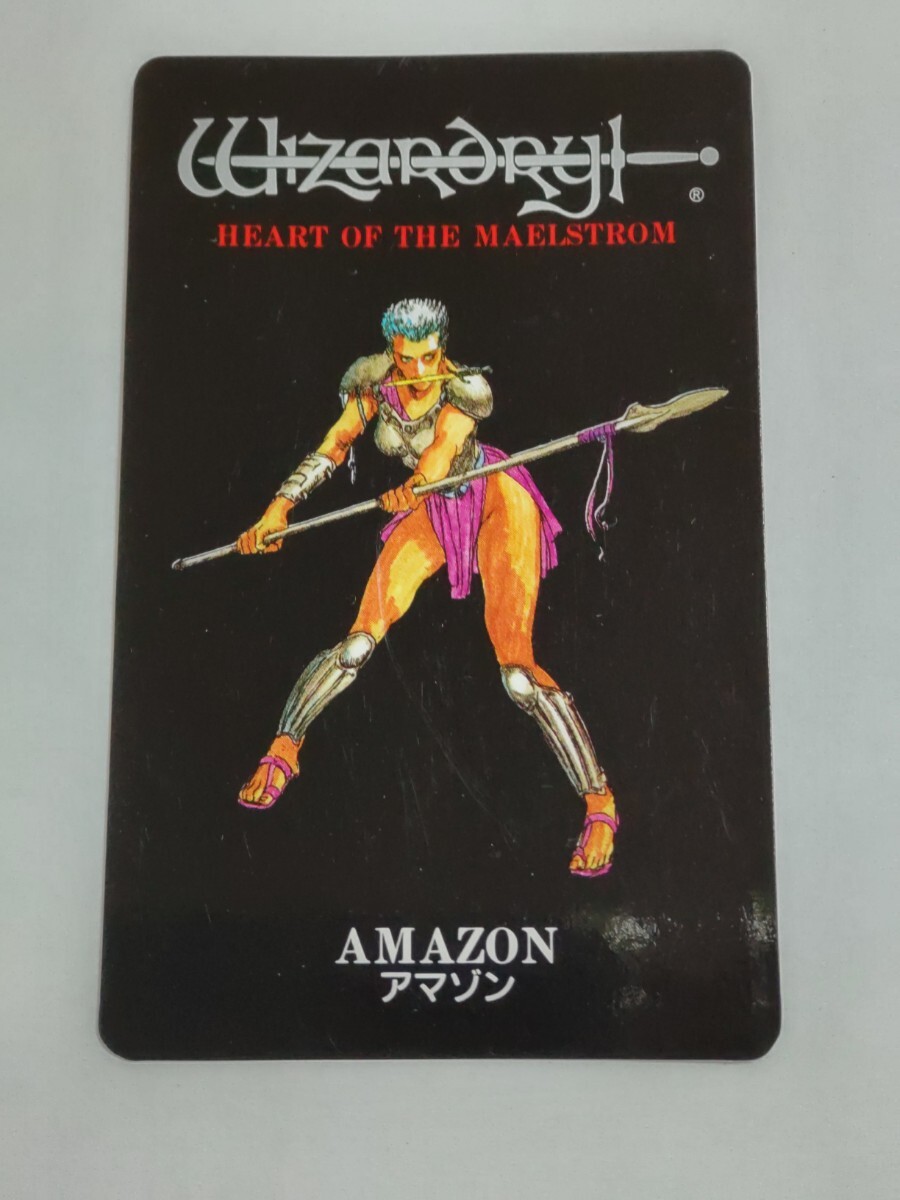 Wizardry
®
HEART OF THE MAELSTROM
AMAZON
アマゾン